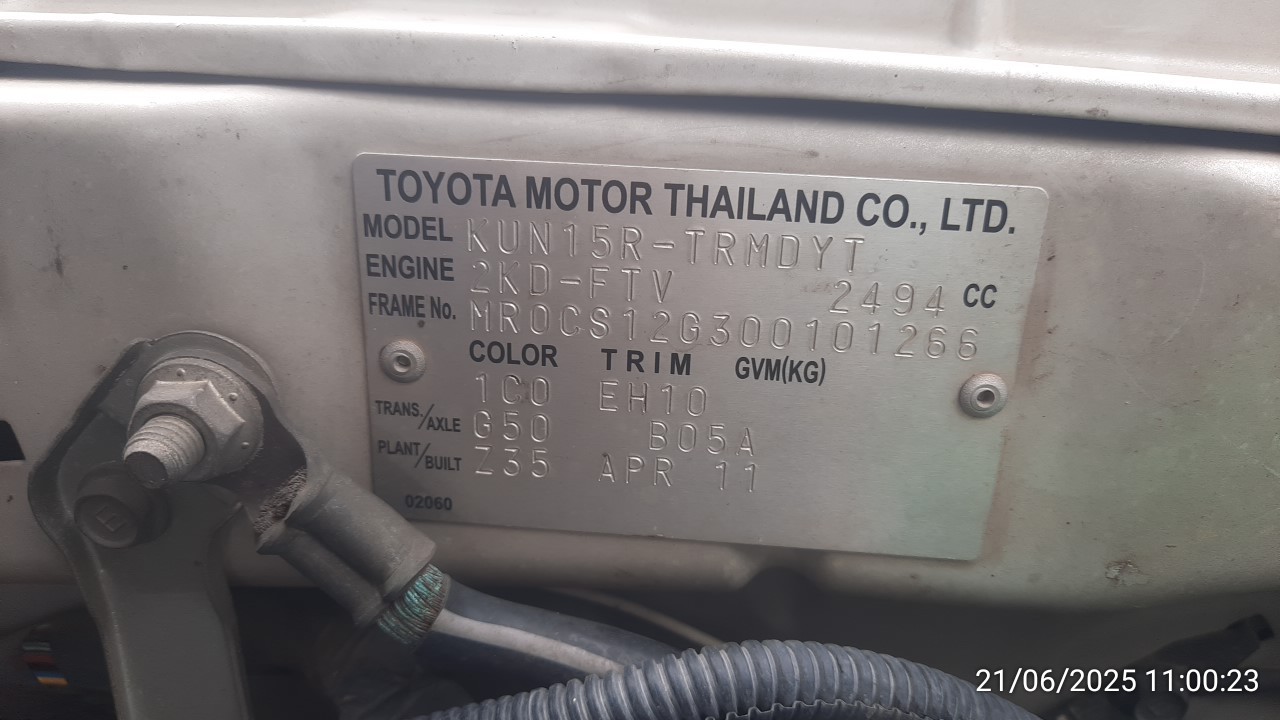 TOYOTA MOTOR THAILAND CO., LTD.
MODEL KUN15R-TRMDYT
ENGINE 2KD-FTV 2494 CC
FRAME No. MR0CS12G300101266
COLOR TRIM GVM(KG)
1C0 EH10
TRANS./AXLE G50 B05A
PLANT/BUILT Z35 APR 11
02060
21/06/2025 11:00:23